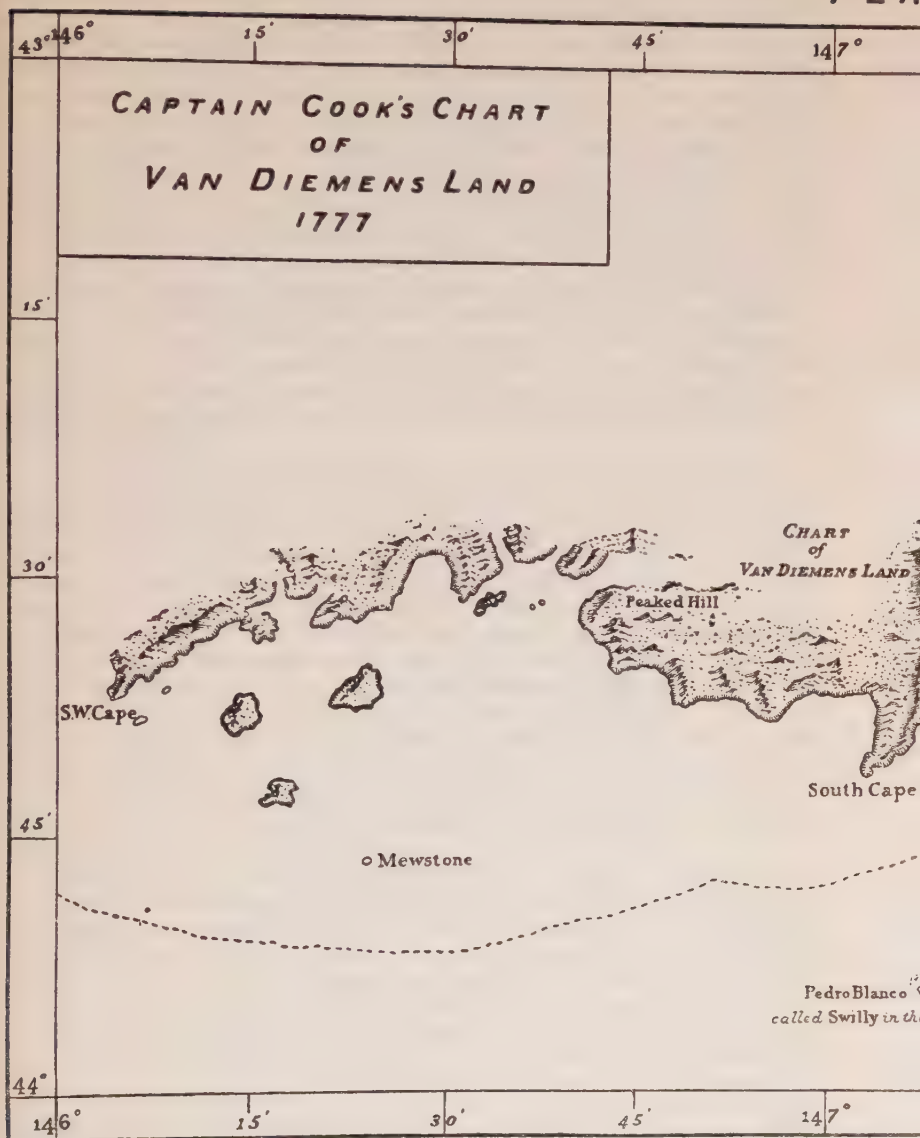 43° 146° 15' 30' 45' 147°
CAPTAIN COOK'S CHART
OF
VAN DIEMENS LAND
1777
15'
CHART
of
VAN DIEMENS LAND
30'
Peaked Hill
S.W. Cape
South Cape
45'
Mewstone
Pedro Blanco
called Swilly in
44°
146° 15' 30' 45' 147°